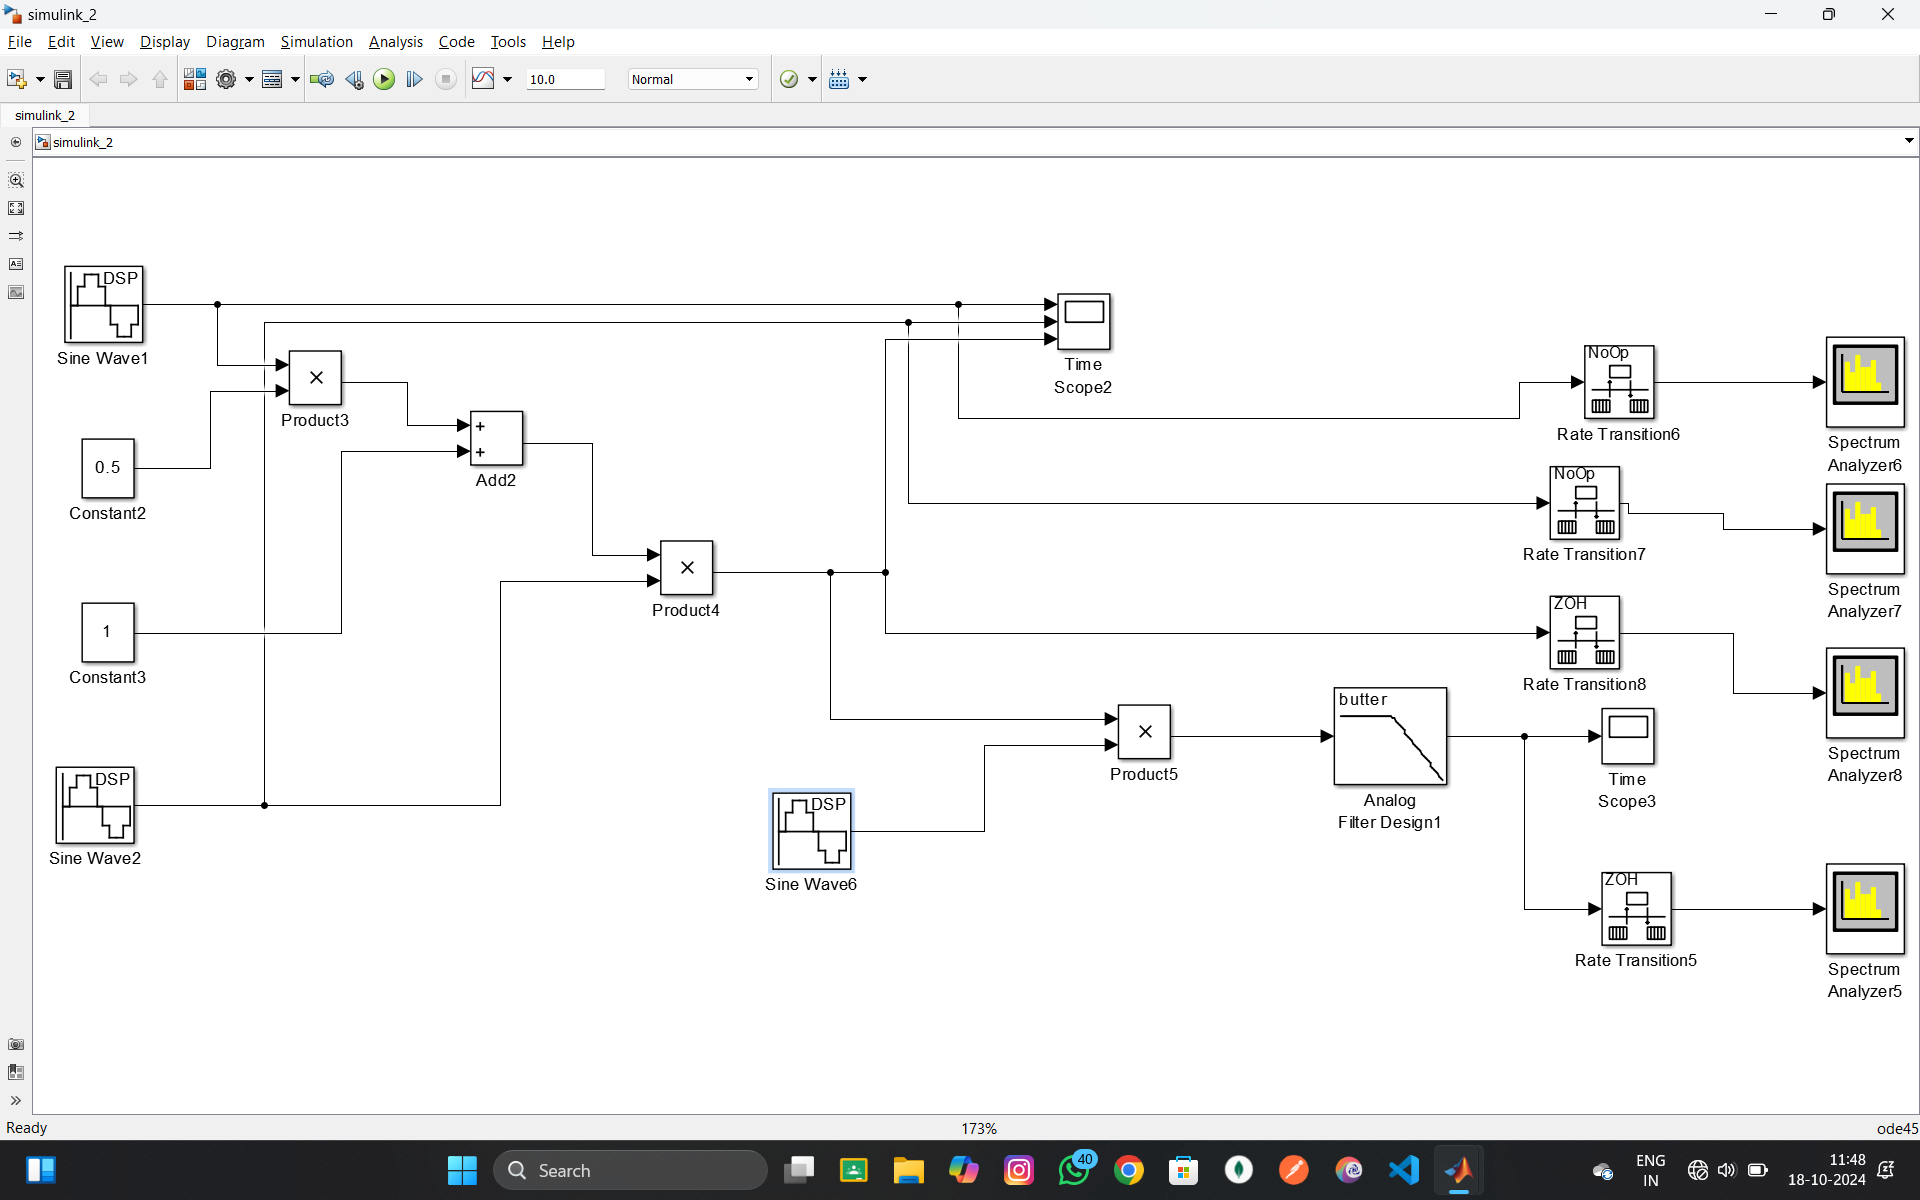 simulink_2
File Edit View Display Diagram Simulation Analysis Code Tools Help
10.0 Normal
simulink_2
simulink_2
DSP
Sine Wave1
×
Product3
0.5
Constant2
+
+
Add2
1
Constant3
×
Product4
DSP
Sine Wave2
Time
Scope2
DSP
Sine Wave6
×
Product5
butter
Analog
Filter Design1
NoOp
Rate Transition6
Spectrum
Analyzer6
NoOp
Rate Transition7
Spectrum
Analyzer7
ZOH
Rate Transition8
Spectrum
Analyzer8
Time
Scope3
ZOH
Rate Transition5
Spectrum
Analyzer5
Ready 173% ode45
Search
40
ENG
IN
11:48
18-10-2024